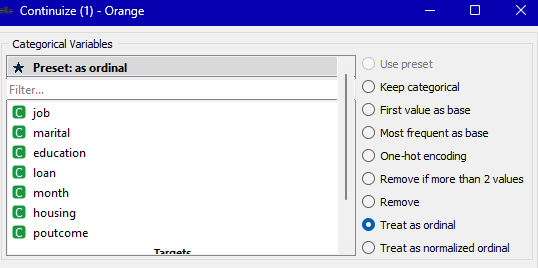 Continuize (1) - Orange
Categorical Variables
Preset: as ordinal
Filter...
C job
C marital
C education
C loan
C month
C housing
C poutcome
Targets
Use preset
Keep categorical
First value as base
Most frequent as base
One-hot encoding
Remove if more than 2 values
Remove
Treat as ordinal
Treat as normalized ordinal